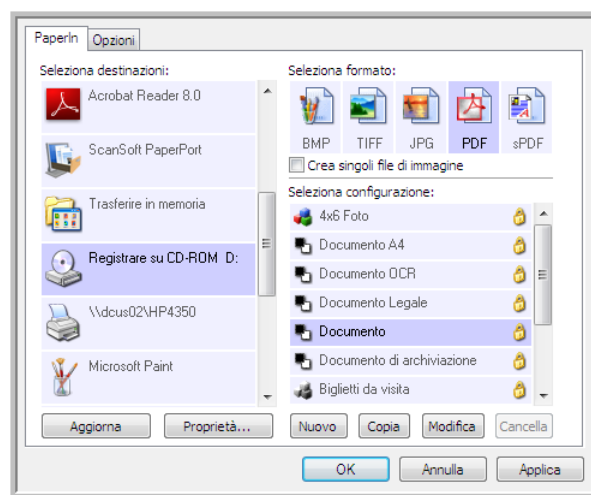 PaperIn
Opzioni
Seleziona destinazioni:
Acrobat Reader 8.0
ScanSoft PaperPort
Trasferire in memoria
Registrare su CD-ROM D:
\\dcus02\HP4350
Microsoft Paint
Aggiorna
Proprietà...
Seleziona formato:
BMP TIFF JPG PDF sPDF
Crea singoli file di immagine
Seleziona configurazione:
4x6 Foto
Documento A4
Documento OCR
Documento Legale
Documento
Documento di archiviazione
Biglietti da visita
Nuovo
Copia
Modifica
Cancella
OK
Annulla
Applica